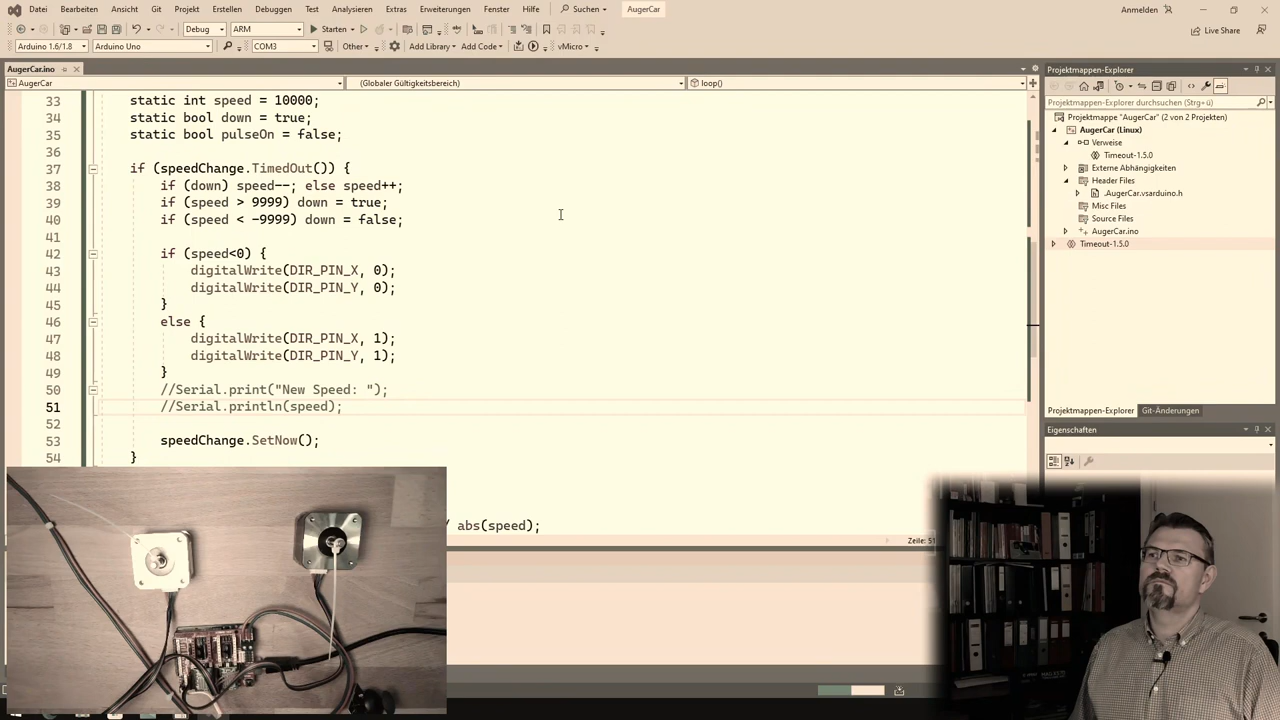 Datei Bearbeiten Ansicht Git Projekt Erstellen Debuggen Test Analysieren Extras Erweiterungen Fenster Hilfe Suchen AugerCar Anmelden
Debug ARM Starten Live Share
Arduino 1.6/1.8 Arduino Uno COM3 Other Add Library Add Code vMicro
AugerCar.ino
AugerCar (Globaler Gültigkeitsbereich) loop()
33 static int speed = 10000;
34 static bool down = true;
35 static bool pulseOn = false;
36
37 if (speedChange.TimedOut()) {
38 if (down) speed--; else speed++;
39 if (speed > 9999) down = true;
40 if (speed < -9999) down = false;
41
42 if (speed<0) {
43 digitalWrite(DIR_PIN_X, 0);
44 digitalWrite(DIR_PIN_Y, 0);
45 }
46 else {
47 digitalWrite(DIR_PIN_X, 1);
48 digitalWrite(DIR_PIN_Y, 1);
49 }
50 //Serial.print("New Speed: ");
51 //Serial.println(speed);
52
53 speedChange.SetNow();
54 }
/ abs(speed);
Zeile: 51
Projektmappen-Explorer
Projektmappen-Explorer durchsuchen (Strg+ü)
Projektmappe "AugerCar" (2 von 2 Projekten)
AugerCar (Linux)
Verweise
Timeout-1.5.0
Externe Abhängigkeiten
Header Files
.AugerCar.vsarduino.h
Misc Files
Source Files
AugerCar.ino
Timeout-1.5.0
Projektmappen-Explorer Git-Änderungen
Eigenschaften